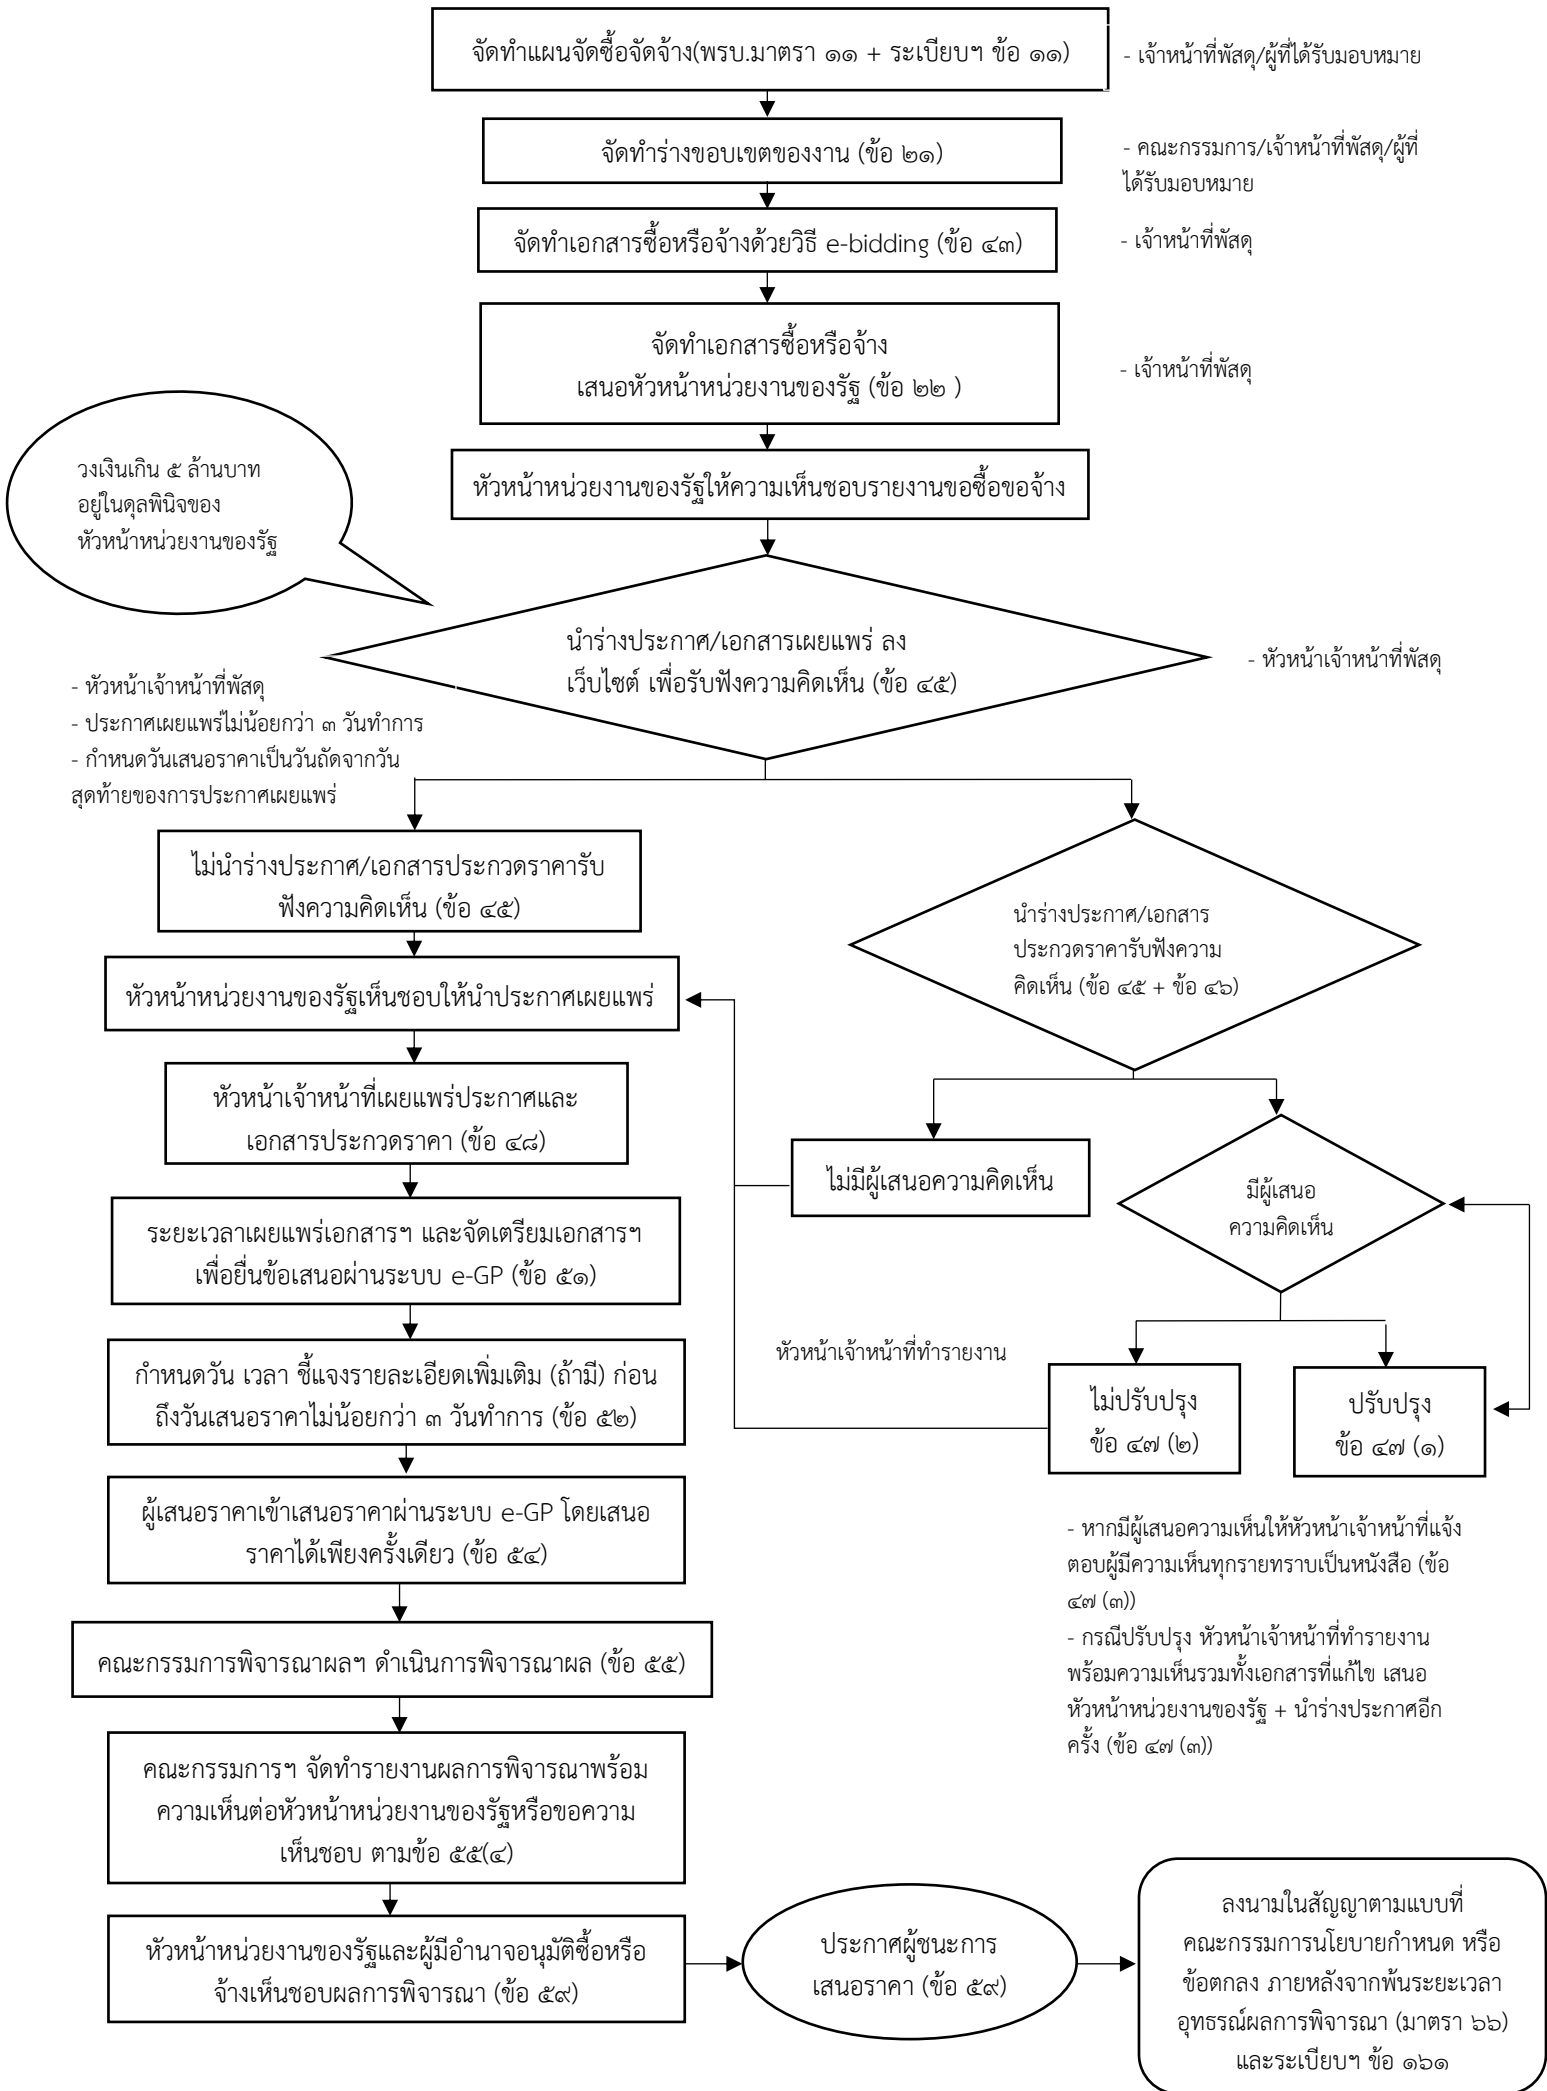 จัดทำแผนจัดซื้อจัดจ้าง(พรบ.มาตรา ๑๑ + ระเบียบฯ ข้อ ๑๑)
- เจ้าหน้าที่พัสดุ/ผู้ที่ได้รับมอบหมาย
จัดทำร่างขอบเขตของงาน (ข้อ ๒๑)
- คณะกรรมการ/เจ้าหน้าที่พัสดุ/ผู้ที่
ได้รับมอบหมาย
จัดทำเอกสารซื้อหรือจ้างด้วยวิธี e-bidding (ข้อ ๔๓)
- เจ้าหน้าที่พัสดุ
จัดทำเอกสารซื้อหรือจ้าง
เสนอหัวหน้าหน่วยงานของรัฐ (ข้อ ๒๒ )
- เจ้าหน้าที่พัสดุ
หัวหน้าหน่วยงานของรัฐให้ความเห็นชอบรายงานขอซื้อขอจ้าง
วงเงินเกิน ๕ ล้านบาท
อยู่ในดุลพินิจของ
หัวหน้าหน่วยงานของรัฐ
นำร่างประกาศ/เอกสารเผยแพร่ ลง
เว็บไซต์ เพื่อรับฟังความคิดเห็น (ข้อ ๔๕)
- หัวหน้าเจ้าหน้าที่พัสดุ
- หัวหน้าเจ้าหน้าที่พัสดุ
- ประกาศเผยแพร่ไม่น้อยกว่า ๓ วันทำการ
- กำหนดวันเสนอราคาเป็นวันถัดจากวัน
สุดท้ายของการประกาศเผยแพร่
ไม่นำร่างประกาศ/เอกสารประกวดราคารับ
ฟังความคิดเห็น (ข้อ ๔๕)
นำร่างประกาศ/เอกสาร
ประกวดราคารับฟังความ
คิดเห็น (ข้อ ๔๕ + ข้อ ๔๖)
หัวหน้าหน่วยงานของรัฐเห็นชอบให้นำประกาศเผยแพร่
หัวหน้าเจ้าหน้าที่เผยแพร่ประกาศและ
เอกสารประกวดราคา (ข้อ ๔๘)
ไม่มีผู้เสนอความคิดเห็น
มีผู้เสนอ
ความคิดเห็น
ระยะเวลาเผยแพร่เอกสารฯ และจัดเตรียมเอกสารฯ
เพื่อยื่นข้อเสนอผ่านระบบ e-GP (ข้อ ๕๑)
หัวหน้าเจ้าหน้าที่ทำรายงาน
กำหนดวัน เวลา ชี้แจงรายละเอียดเพิ่มเติม (ถ้ามี) ก่อน
ถึงวันเสนอราคาไม่น้อยกว่า ๓ วันทำการ (ข้อ ๕๒)
ไม่ปรับปรุง
ข้อ ๔๗ (๒)
ปรับปรุง
ข้อ ๔๗ (๑)
ผู้เสนอราคาเข้าเสนอราคาผ่านระบบ e-GP โดยเสนอ
ราคาได้เพียงครั้งเดียว (ข้อ ๕๔)
- หากมีผู้เสนอความเห็นให้หัวหน้าเจ้าหน้าที่แจ้ง
ตอบผู้มีความเห็นทุกรายทราบเป็นหนังสือ (ข้อ
๔๗ (๓))
- กรณีปรับปรุง หัวหน้าเจ้าหน้าที่ทำรายงาน
พร้อมความเห็นรวมทั้งเอกสารที่แก้ไข เสนอ
หัวหน้าหน่วยงานของรัฐ + นำร่างประกาศอีก
ครั้ง (ข้อ ๔๗ (๓))
คณะกรรมการพิจารณาผลฯ ดำเนินการพิจารณาผล (ข้อ ๕๕)
คณะกรรมการฯ จัดทำรายงานผลการพิจารณาพร้อม
ความเห็นต่อหัวหน้าหน่วยงานของรัฐหรือขอความ
เห็นชอบ ตามข้อ ๕๕(๔)
หัวหน้าหน่วยงานของรัฐและผู้มีอำนาจอนุมัติซื้อหรือ
จ้างเห็นชอบผลการพิจารณา (ข้อ ๕๙)
ประกาศผู้ชนะการ
เสนอราคา (ข้อ ๕๙)
ลงนามในสัญญาตามแบบที่
คณะกรรมการนโยบายกำหนด หรือ
ข้อตกลง ภายหลังจากพ้นระยะเวลา
อุทธรณ์ผลการพิจารณา (มาตรา ๖๖)
และระเบียบฯ ข้อ ๑๖๑